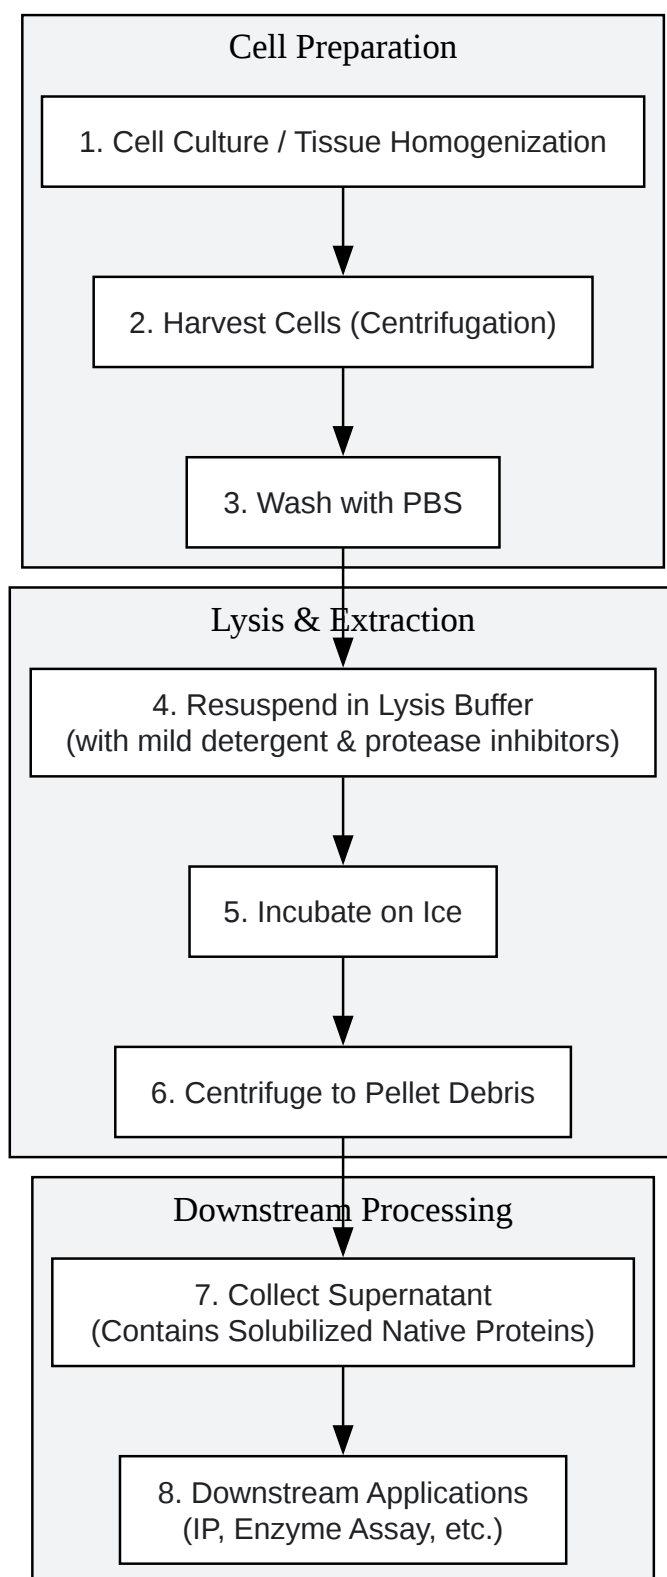 Cell Preparation
1. Cell Culture / Tissue Homogenization
2. Harvest Cells (Centrifugation)
3. Wash with PBS
Lysis & Extraction
4. Resuspend in Lysis Buffer
(with mild detergent & protease inhibitors)
5. Incubate on Ice
6. Centrifuge to Pellet Debris
Downstream Processing
7. Collect Supernatant
(Contains Solubilized Native Proteins)
8. Downstream Applications
(IP, Enzyme Assay, etc.)